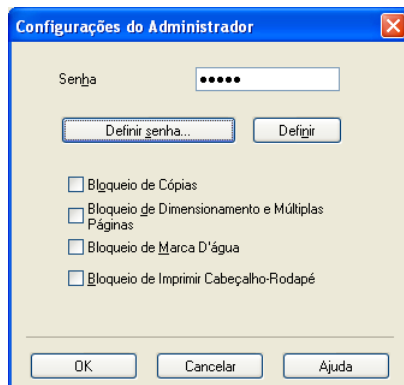 Configurações do Administrador
Senha
•••••
Definir senha...
Definir
Bloqueio de Cópias
Bloqueio de Dimensionamento e Múltiplas
Páginas
Bloqueio de Marca D'água
Bloqueio de Imprimir Cabeçalho-Rodapé
OK
Cancelar
Ajuda